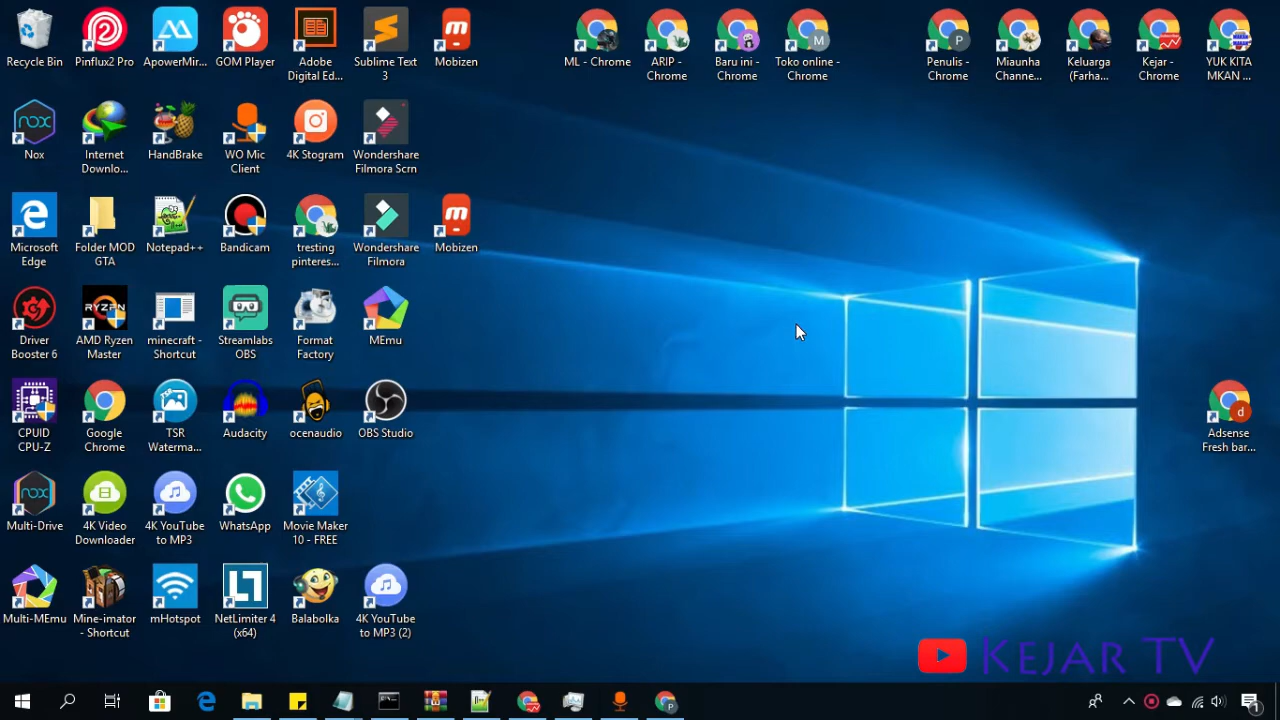 Recycle Bin
Pinflux2 Pro
ApowerMir...
GOM Player
Adobe
Digital Ed...
Sublime Text
3
Mobizen
ML - Chrome
ARIP -
Chrome
Baru ini -
Chrome
Toko online -
Chrome
Penulis -
Chrome
Miaunha
Channe...
Keluarga
(Farha...
Kejar -
Chrome
YUK KITA
MKAN ...
Nox
Internet
Downlo...
HandBrake
WO Mic
Client
4K Stogram
Wondershare
Filmora Scrn
Microsoft
Edge
Folder MOD
GTA
Notepad++
Bandicam
tresting
pinteres...
Wondershare
Filmora
Mobizen
Driver
Booster 6
AMD Ryzen
Master
minecraft -
Shortcut
Streamlabs
OBS
Format
Factory
MEmu
CPUID
CPU-Z
Google
Chrome
TSR
Waterma...
Audacity
ocenaudio
OBS Studio
Adsense
Fresh bar...
Multi-Drive
4K Video
Downloader
4K YouTube
to MP3
WhatsApp
Movie Maker
10 - FREE
Multi-MEmu
Mine-imator
- Shortcut
mHotspot
NetLimiter 4
(x64)
Balabolka
4K YouTube
to MP3 (2)
KEJAR TV